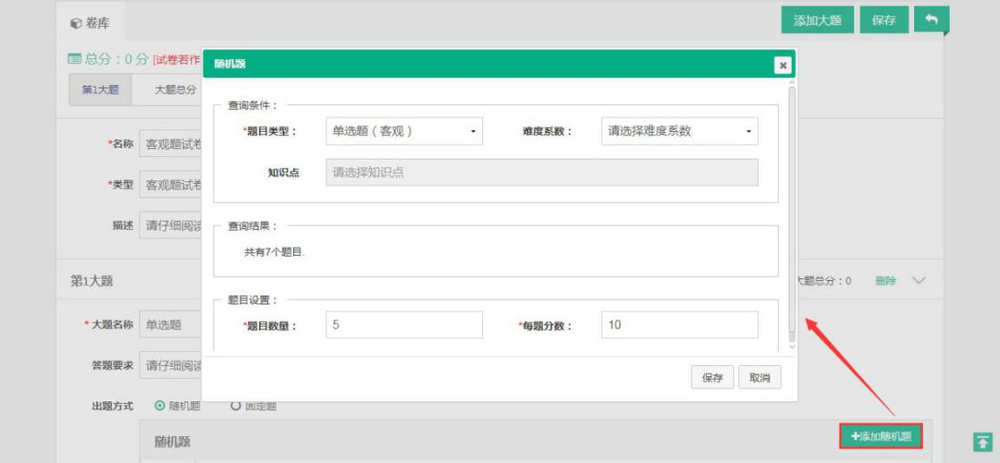 卷库
添加大题 保存
总分：0 分 [试卷若作
随机题
第1大题 大题总分
查询条件：
*题目类型： 单选题（客观） 难度系数： 请选择难度系数
*名称 客观题试卷
知识点 请选择知识点
*类型 客观题试卷
描述 请仔细阅读
查询结果：
共有7个题目.
第1大题 大题总分：0 删除
题目设置：
*大题名称 单选题
*题目数量： 5 *每题分数： 10
答题要求 请仔细阅读
保存 取消
出题方式 随机题 固定题
随机题 +添加随机题